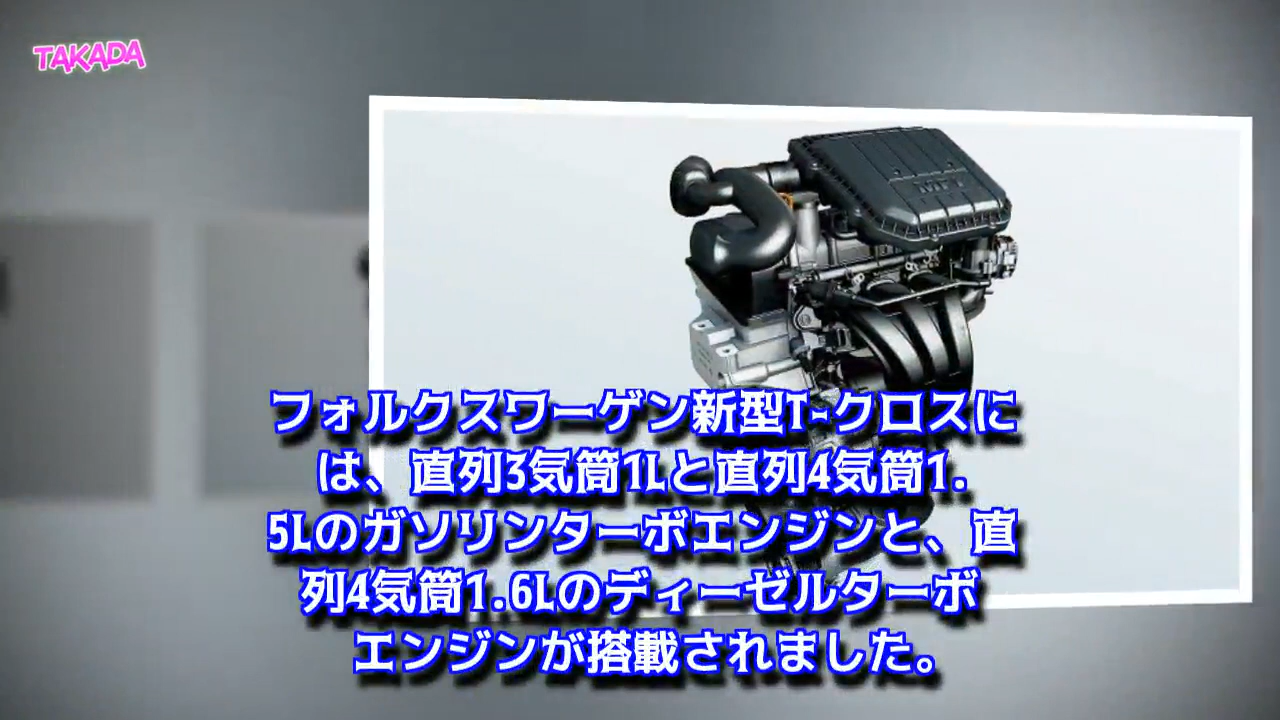 TAKADA
フォルクスワーゲン新型T-クロスに
は、直列3気筒1Lと直列4気筒1.
5Lのガソリンターボエンジンと、直
列4気筒1.6Lのディーゼルターボ
エンジンが搭載されました。